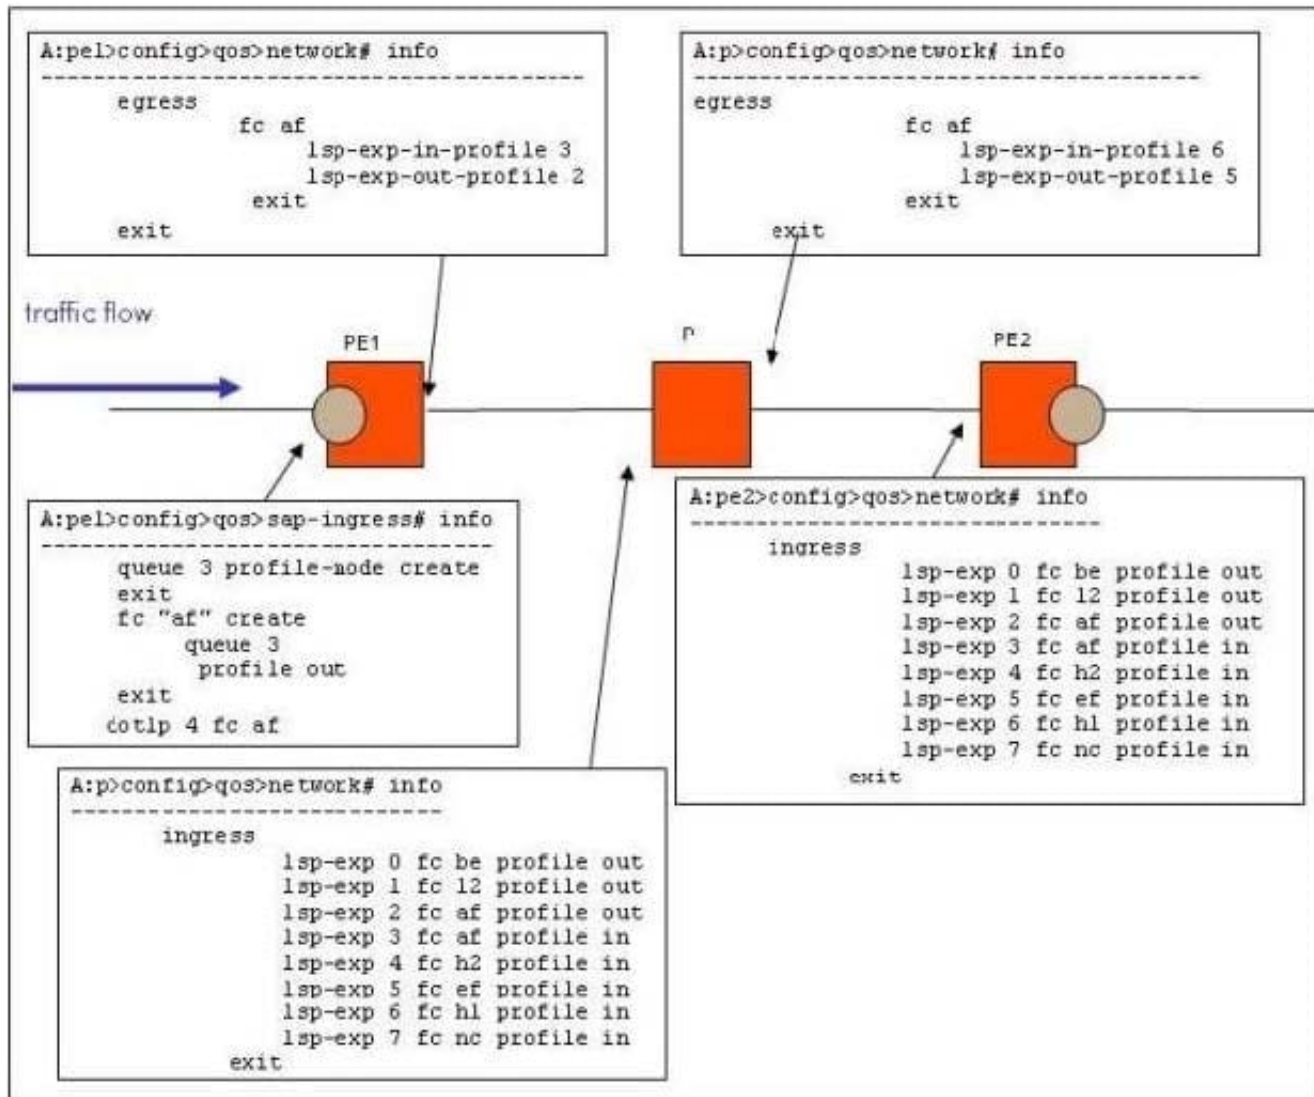 A:pe1>config>qos>network# info
----------------------------------------
egress
fc af
lsp-exp-in-profile 3
lsp-exp-out-profile 2
exit
exit
A:p>config>qos>network# info
-------------------------------------
egress
fc af
lsp-exp-in-profile 6
lsp-exp-out-profile 5
exit
exit
traffic flow
PE1
PE2
A:pe1>config>qos>sap-ingress# info
---------------------------------
queue 3 profile-mode create
exit
fc "af" create
queue 3
profile out
exit
dot1p 4 fc af
A:pe2>config>qos>network# info
------------------------------
ingress
lsp-exp 0 fc be profile out
lsp-exp 1 fc l2 profile out
lsp-exp 2 fc af profile out
lsp-exp 3 fc af profile in
lsp-exp 4 fc h2 profile in
lsp-exp 5 fc ef profile in
lsp-exp 6 fc h1 profile in
lsp-exp 7 fc nc profile in
exit
A:p>config>qos>network# info
----------------------------
ingress
lsp-exp 0 fc be profile out
lsp-exp 1 fc l2 profile out
lsp-exp 2 fc af profile out
lsp-exp 3 fc af profile in
lsp-exp 4 fc h2 profile in
lsp-exp 5 fc ef profile in
lsp-exp 6 fc h1 profile in
lsp-exp 7 fc nc profile in
exit